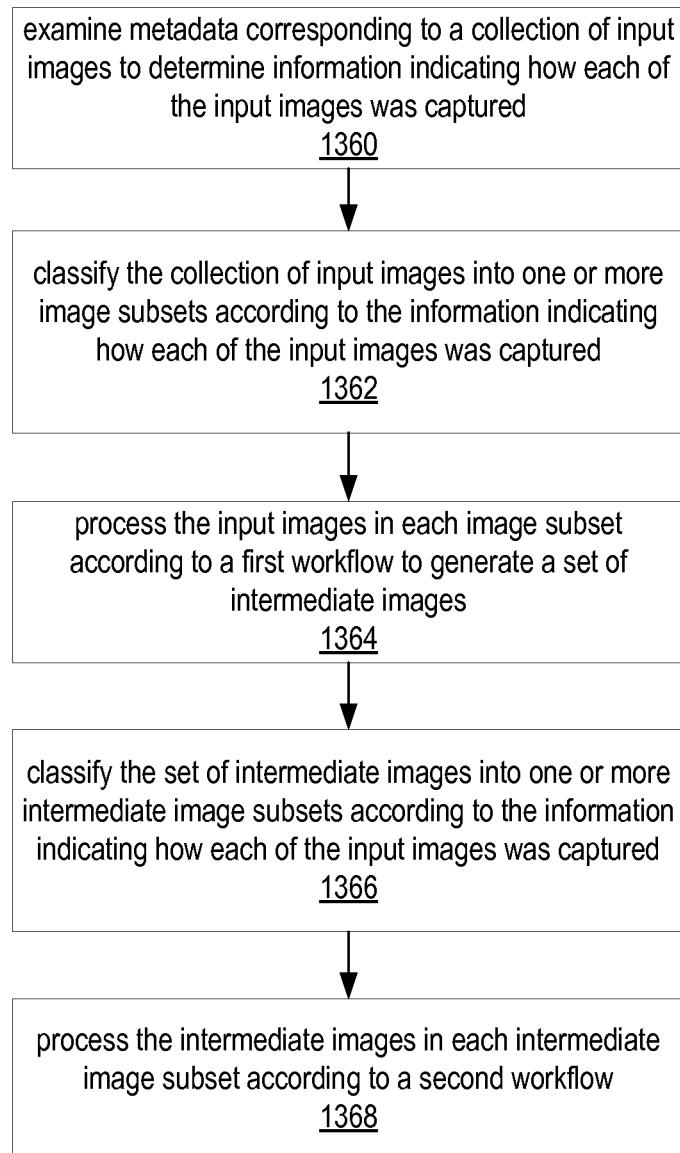 examine metadata corresponding to a collection of input
images to determine information indicating how each of
the input images was captured
1360
classify the collection of input images into one or more
image subsets according to the information indicating
how each of the input images was captured
1362
process the input images in each image subset
according to a first workflow to generate a set of
intermediate images
1364
classify the set of intermediate images into one or more
intermediate image subsets according to the information
indicating how each of the input images was captured
1366
process the intermediate images in each intermediate
image subset according to a second workflow
1368